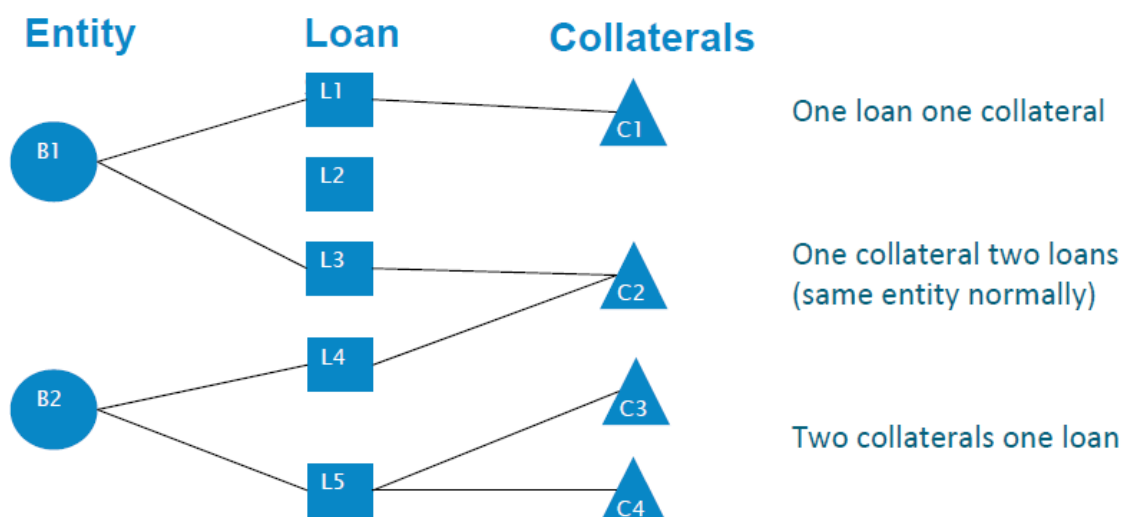 Entity Loan Collaterals
L1
C1
One loan one collateral
B1
L2
L3
C2
One collateral two loans
(same entity normally)
L4
B2
C3
Two collaterals one loan
L5
C4